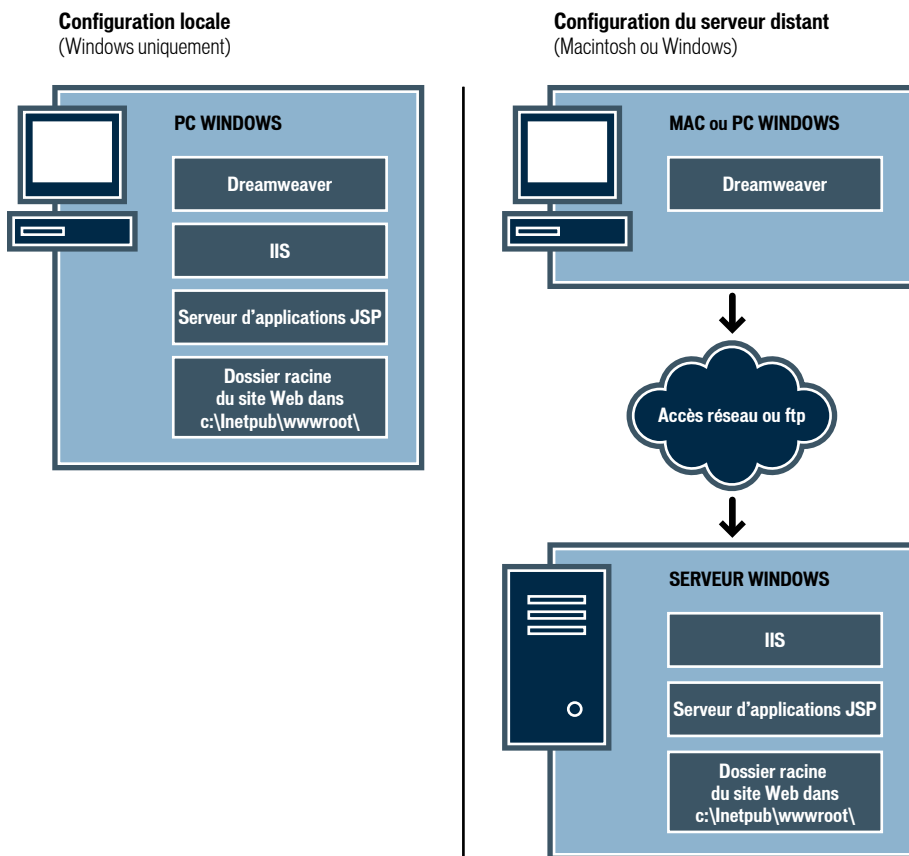 Configuration locale
(Windows uniquement)
PC WINDOWS
Dreamweaver
IIS
Serveur d'applications JSP
Dossier racine
du site Web dans
c:\Inetpub\wwwroot\
Configuration du serveur distant
(Macintosh ou Windows)
MAC ou PC WINDOWS
Dreamweaver
Accès réseau ou ftp
SERVEUR WINDOWS
IIS
Serveur d'applications JSP
Dossier racine
du site Web dans
c:\Inetpub\wwwroot\